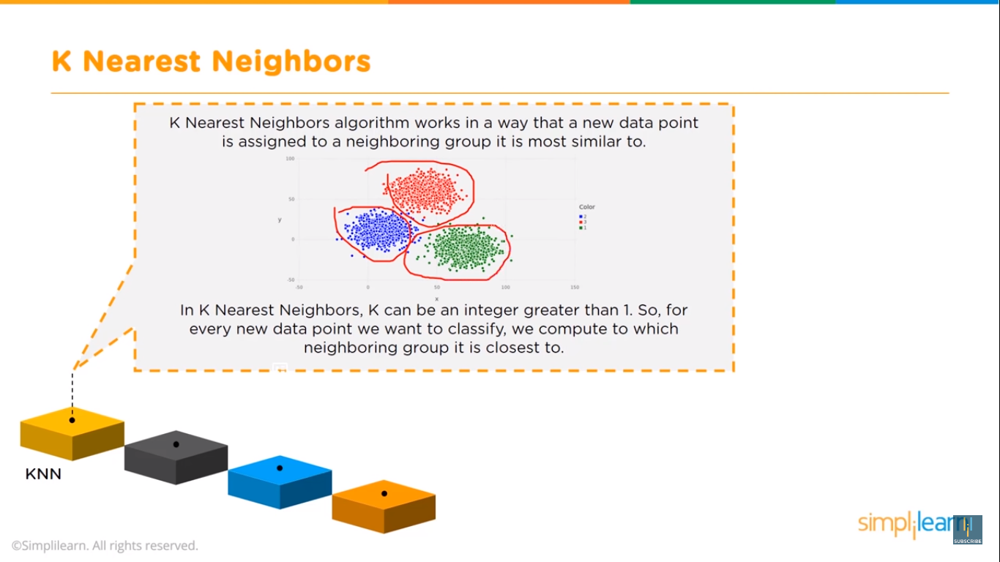 K Nearest Neighbors
K Nearest Neighbors algorithm works in a way that a new data point
is assigned to a neighboring group it is most similar to.
100
50
y
0
-50
-50
0
50
100
150
x
Color
2
3
1
In K Nearest Neighbors, K can be an integer greater than 1. So, for
every new data point we want to classify, we compute to which
neighboring group it is closest to.
KNN
©Simplilearn. All rights reserved.
simplilearn
SUBSCRIBE